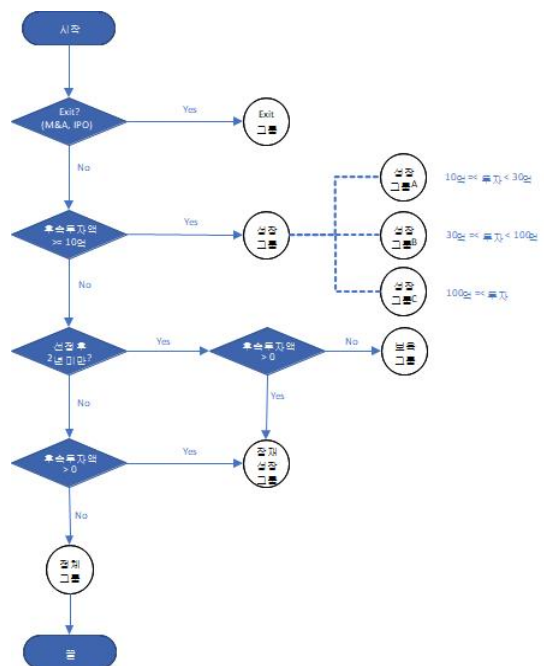 시작
Exit?
(M&A, IPO)
Yes
Exit
그룹
No
성장
그룹A
10억 =< 투자 < 30억
후속투자액
>= 10억
Yes
성장
그룹
성장
그룹B
30억 =< 투자 < 100억
성장
그룹C
100억 =< 투자
No
선정 후
2년 미만?
Yes
후속투자액
> 0
No
보육
그룹
No
Yes
후속투자액
> 0
Yes
잠재
성장
그룹
No
정체
그룹
끝